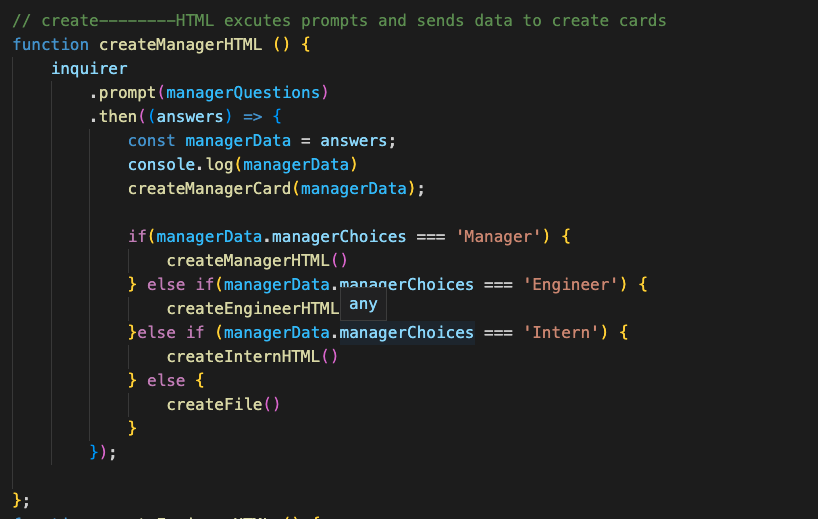 // create--------HTML excutes prompts and sends data to create cards
function createManagerHTML () {
inquirer
.prompt(managerQuestions)
.then((answers) => {
const managerData = answers;
console.log(managerData)
createManagerCard(managerData);
if(managerData.managerChoices === 'Manager') {
createManagerHTML()
} else if(managerData.managerChoices === 'Engineer') {
createEngineerHTML
any
}else if (managerData.managerChoices === 'Intern') {
createInternHTML()
} else {
createFile()
}
});
};